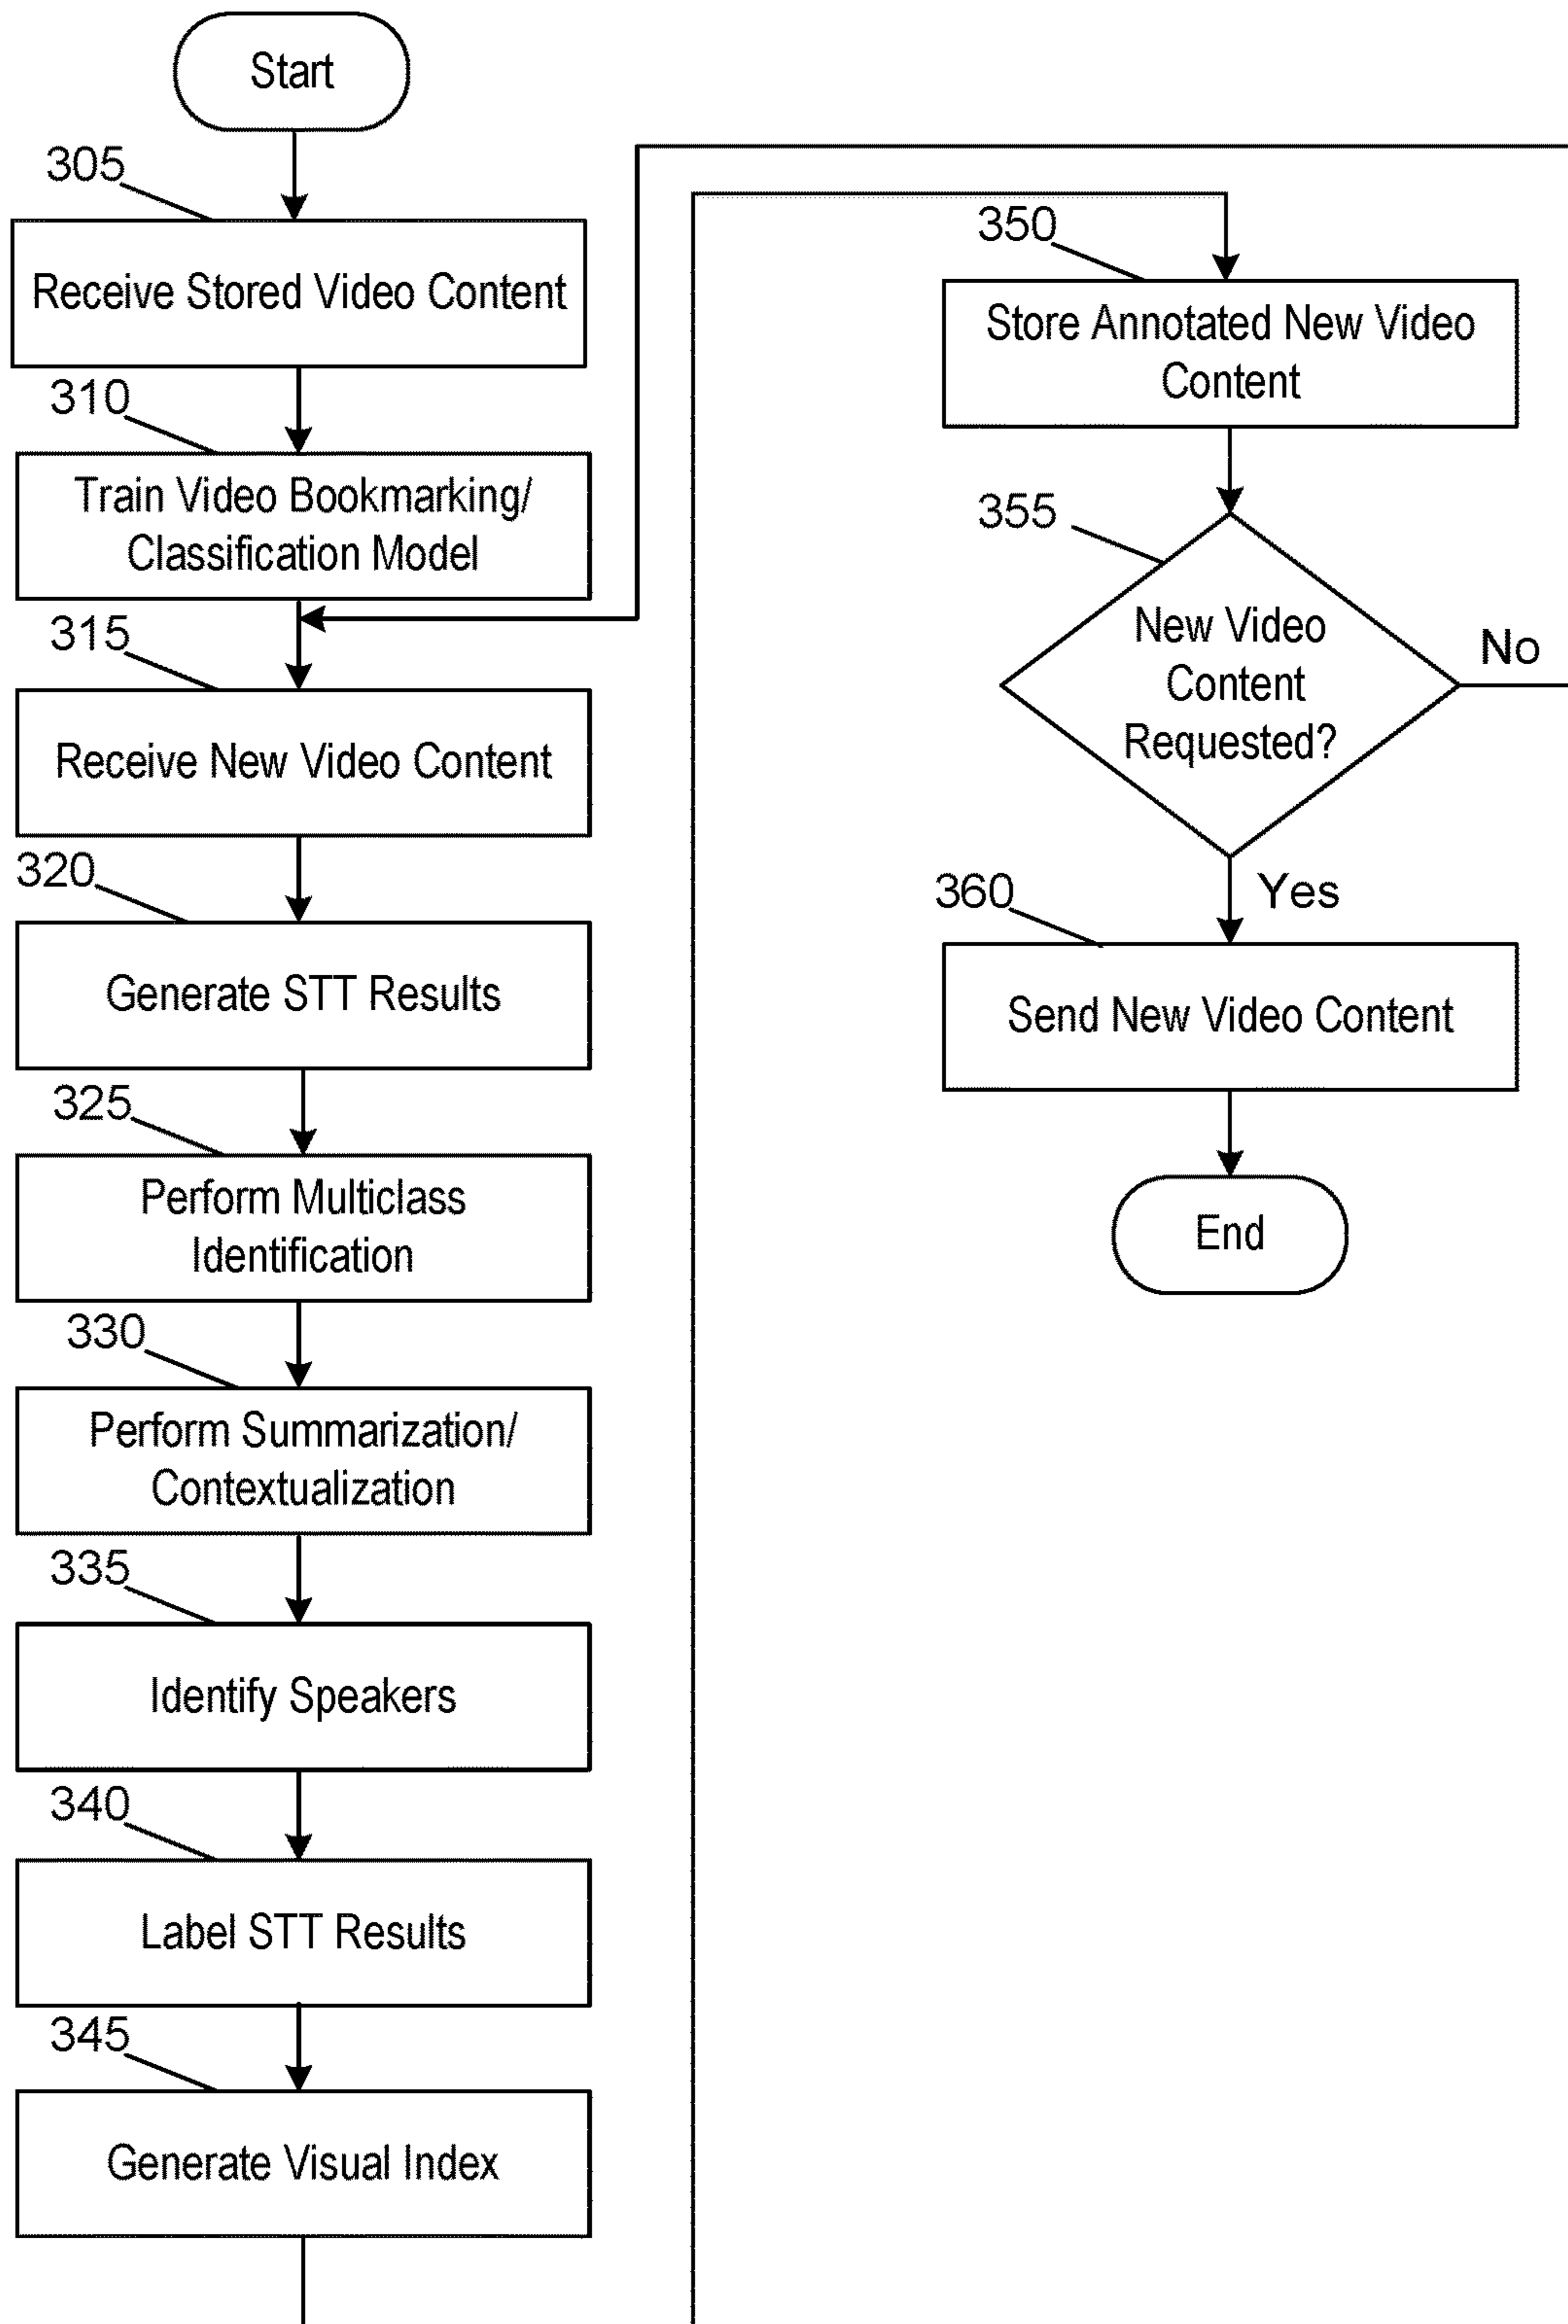 Start
305
Receive Stored Video Content
310
Train Video Bookmarking/
Classification Model
315
Receive New Video Content
320
Generate STT Results
325
Perform Multiclass
Identification
330
Perform Summarization/
Contextualization
335
Identify Speakers
340
Label STT Results
345
Generate Visual Index
350
Store Annotated New Video
Content
355
New Video
Content
Requested?
No
Yes
360
Send New Video Content
End